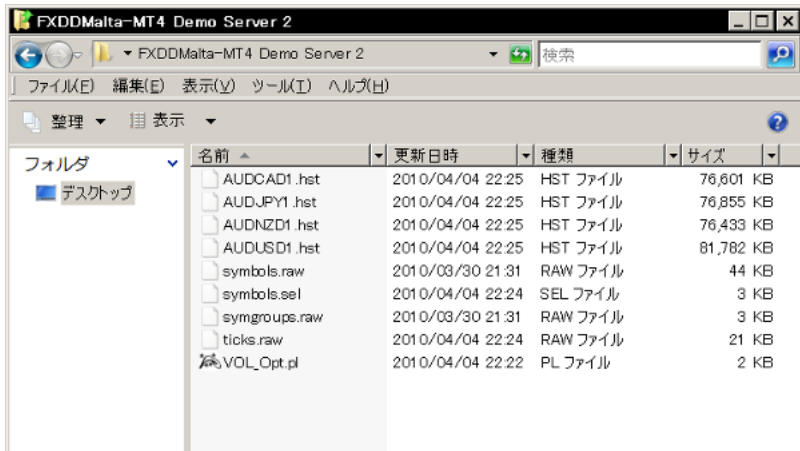 FXDDMalta-MT4 Demo Server 2
FXDDMalta-MT4 Demo Server 2 検索
ファイル(F) 編集(E) 表示(V) ツール(T) ヘルプ(H)
整理 表示
フォルダ
デスクトップ
名前 更新日時 種類 サイズ
AUDCAD1.hst 2010/04/04 22:25 HST ファイル 76,601 KB
AUDJPY1.hst 2010/04/04 22:25 HST ファイル 76,855 KB
AUDNZD1.hst 2010/04/04 22:25 HST ファイル 76,433 KB
AUDUSD1.hst 2010/04/04 22:25 HST ファイル 81,782 KB
symbols.raw 2010/03/30 21:31 RAW ファイル 44 KB
symbols.sel 2010/04/04 22:24 SEL ファイル 3 KB
symgroups.raw 2010/03/30 21:31 RAW ファイル 3 KB
ticks.raw 2010/04/04 22:24 RAW ファイル 21 KB
VOL_Opt.pl 2010/04/04 22:22 PL ファイル 2 KB